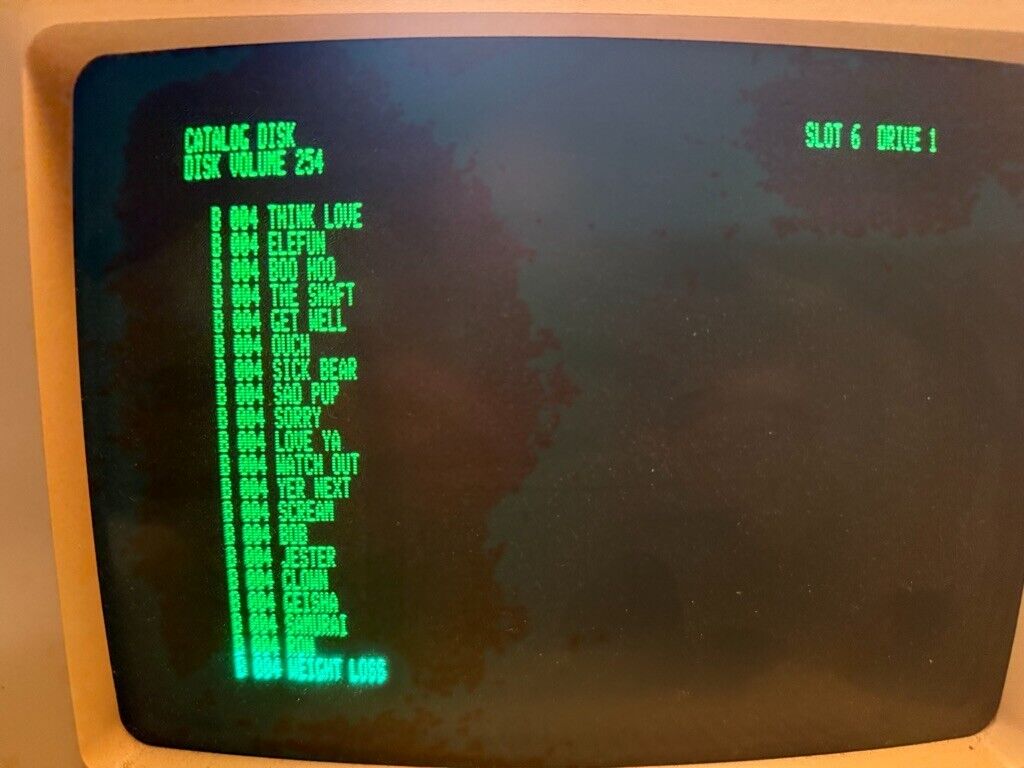 CATALOG DISK SLOT 6 DRIVE 1
DISK VOLUME 254
B 004 THINK LOVE
B 004 ELEFUN
B 004 BOO HOO
B 004 THE SHAFT
B 004 GET WELL
B 004 OUCH
B 004 SICK BEAR
B 004 SAD PUP
B 004 SORRY
B 004 LOVE YA
B 004 WATCH OUT
B 004 YER NEXT
B 004 SCREAM
B 004
B 004 JESTER
B 004 CLOWN
B 004 GEISHA
B 004 SAMURAI
B 004
B 004 WEIGHT LOSS